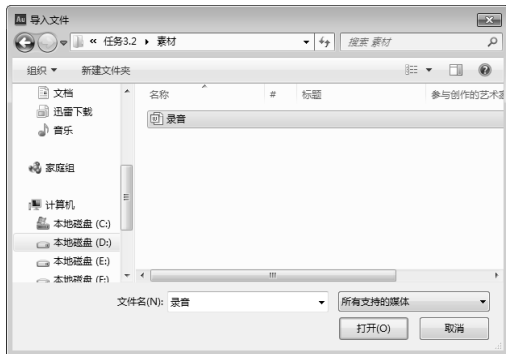 Au 导入文件
« 任务3.2 素材 搜索 素材
组织 新建文件夹
文档 名称 # 标题 参与创作的艺术家
迅雷下载 录音
音乐
家庭组
计算机
本地磁盘 (C:)
本地磁盘 (D:)
本地磁盘 (E:)
本地磁盘 (F:)
文件名(N): 录音 所有支持的媒体
打开(O) 取消